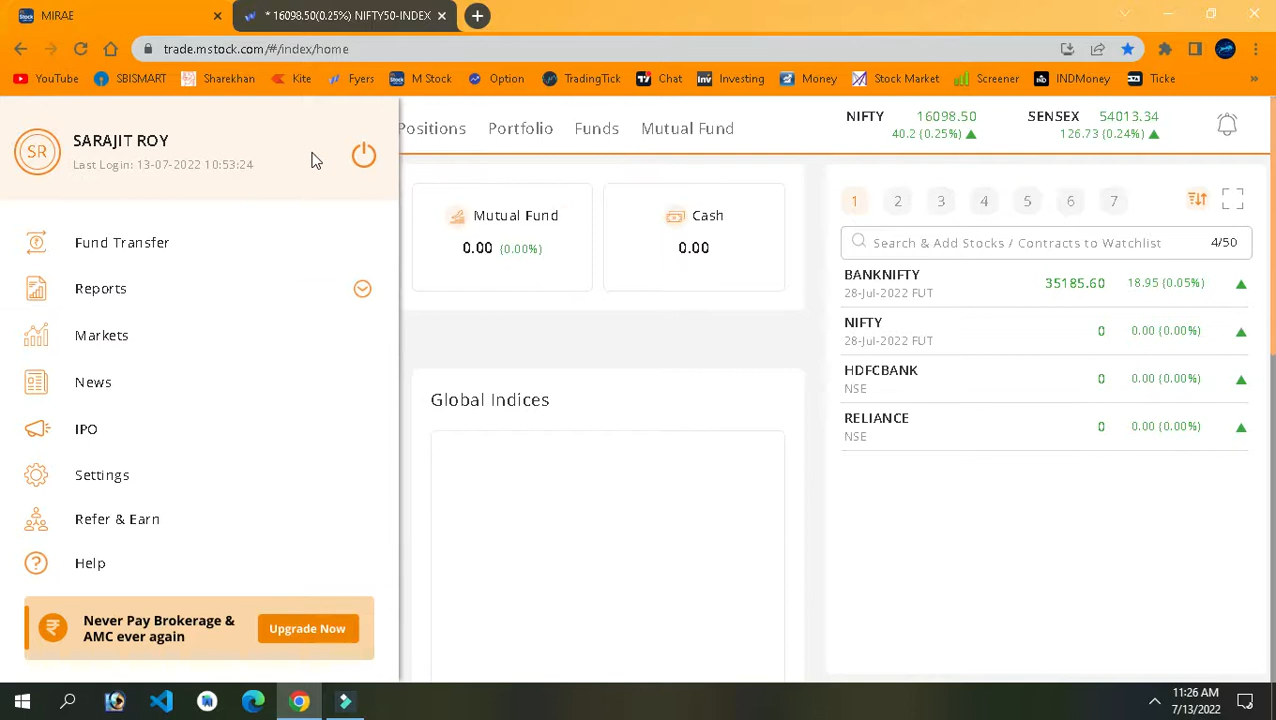 MIRAE
* 16098.50(0.25%) NIFTY50-INDEX
trade.mstock.com/#/index/home
YouTube SBISMART Sharekhan Kite Fyers M Stock Option TradingTick Chat Investing Money Stock Market Screener INDMoney Ticke
SR
SARAJIT ROY
Last Login: 13-07-2022 10:53:24
Fund Transfer
Reports
Markets
News
IPO
Settings
Refer & Earn
Help
Never Pay Brokerage &
AMC ever again
Upgrade Now
Positions Portfolio Funds Mutual Fund
NIFTY 16098.50
40.2 (0.25%)
SENSEX 54013.34
126.73 (0.24%)
Mutual Fund
0.00 (0.00%)
Cash
0.00
Global Indices
1 2 3 4 5 6 7
Search & Add Stocks / Contracts to Watchlist 4/50
BANKNIFTY 35185.60 18.95 (0.05%)
28-Jul-2022 FUT
NIFTY 0 0.00 (0.00%)
28-Jul-2022 FUT
HDFCBANK 0 0.00 (0.00%)
NSE
RELIANCE 0 0.00 (0.00%)
NSE
11:26 AM
7/13/2022